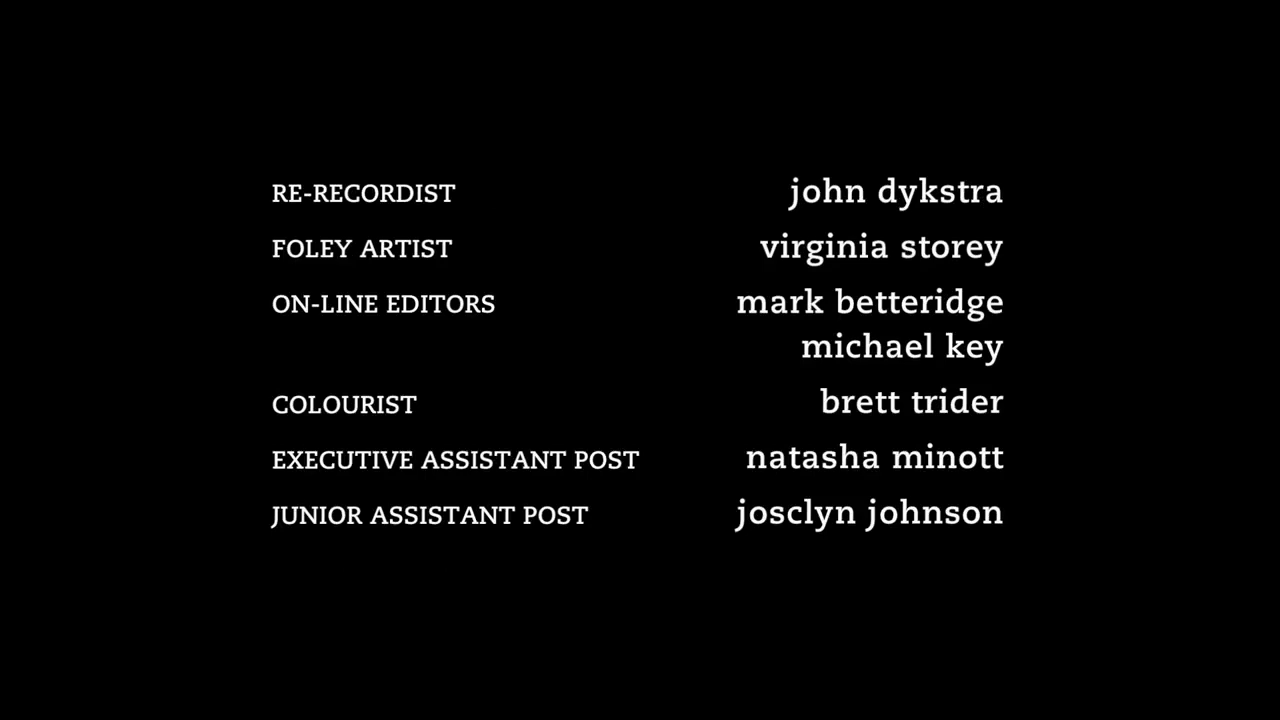 RE-RECORDIST john dykstra
FOLEY ARTIST virginia storey
ON-LINE EDITORS mark betteridge
michael key
COLOURIST brett trider
EXECUTIVE ASSISTANT POST natasha minott
JUNIOR ASSISTANT POST josclyn johnson